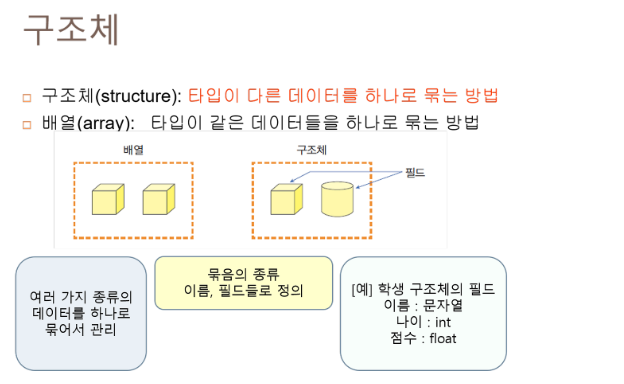 구조체
구조체(structure): 타입이 다른 데이터를 하나로 묶는 방법
배열(array): 타입이 같은 데이터들을 하나로 묶는 방법
배열
구조체
필드
여러 가지 종류의
데이터를 하나로
묶어서 관리
묶음의 종류
이름, 필드들로 정의
[예] 학생 구조체의 필드
이름 : 문자열
나이 : int
점수 : float